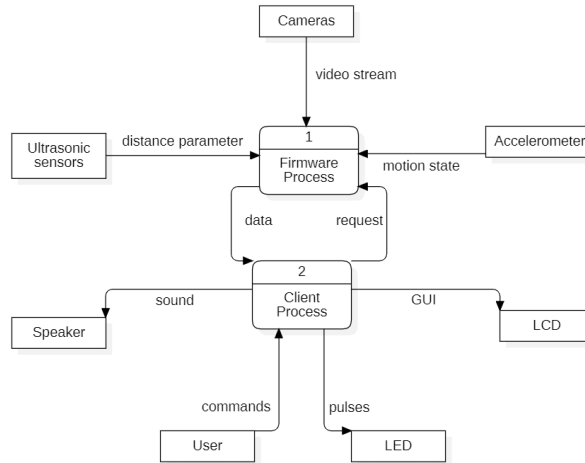 Cameras
video stream
Ultrasonic
sensors
distance parameter
1
Firmware
Process
motion state
Accelerometer
data
request
2
Client
Process
sound
GUI
Speaker
LCD
commands
pulses
User
LED